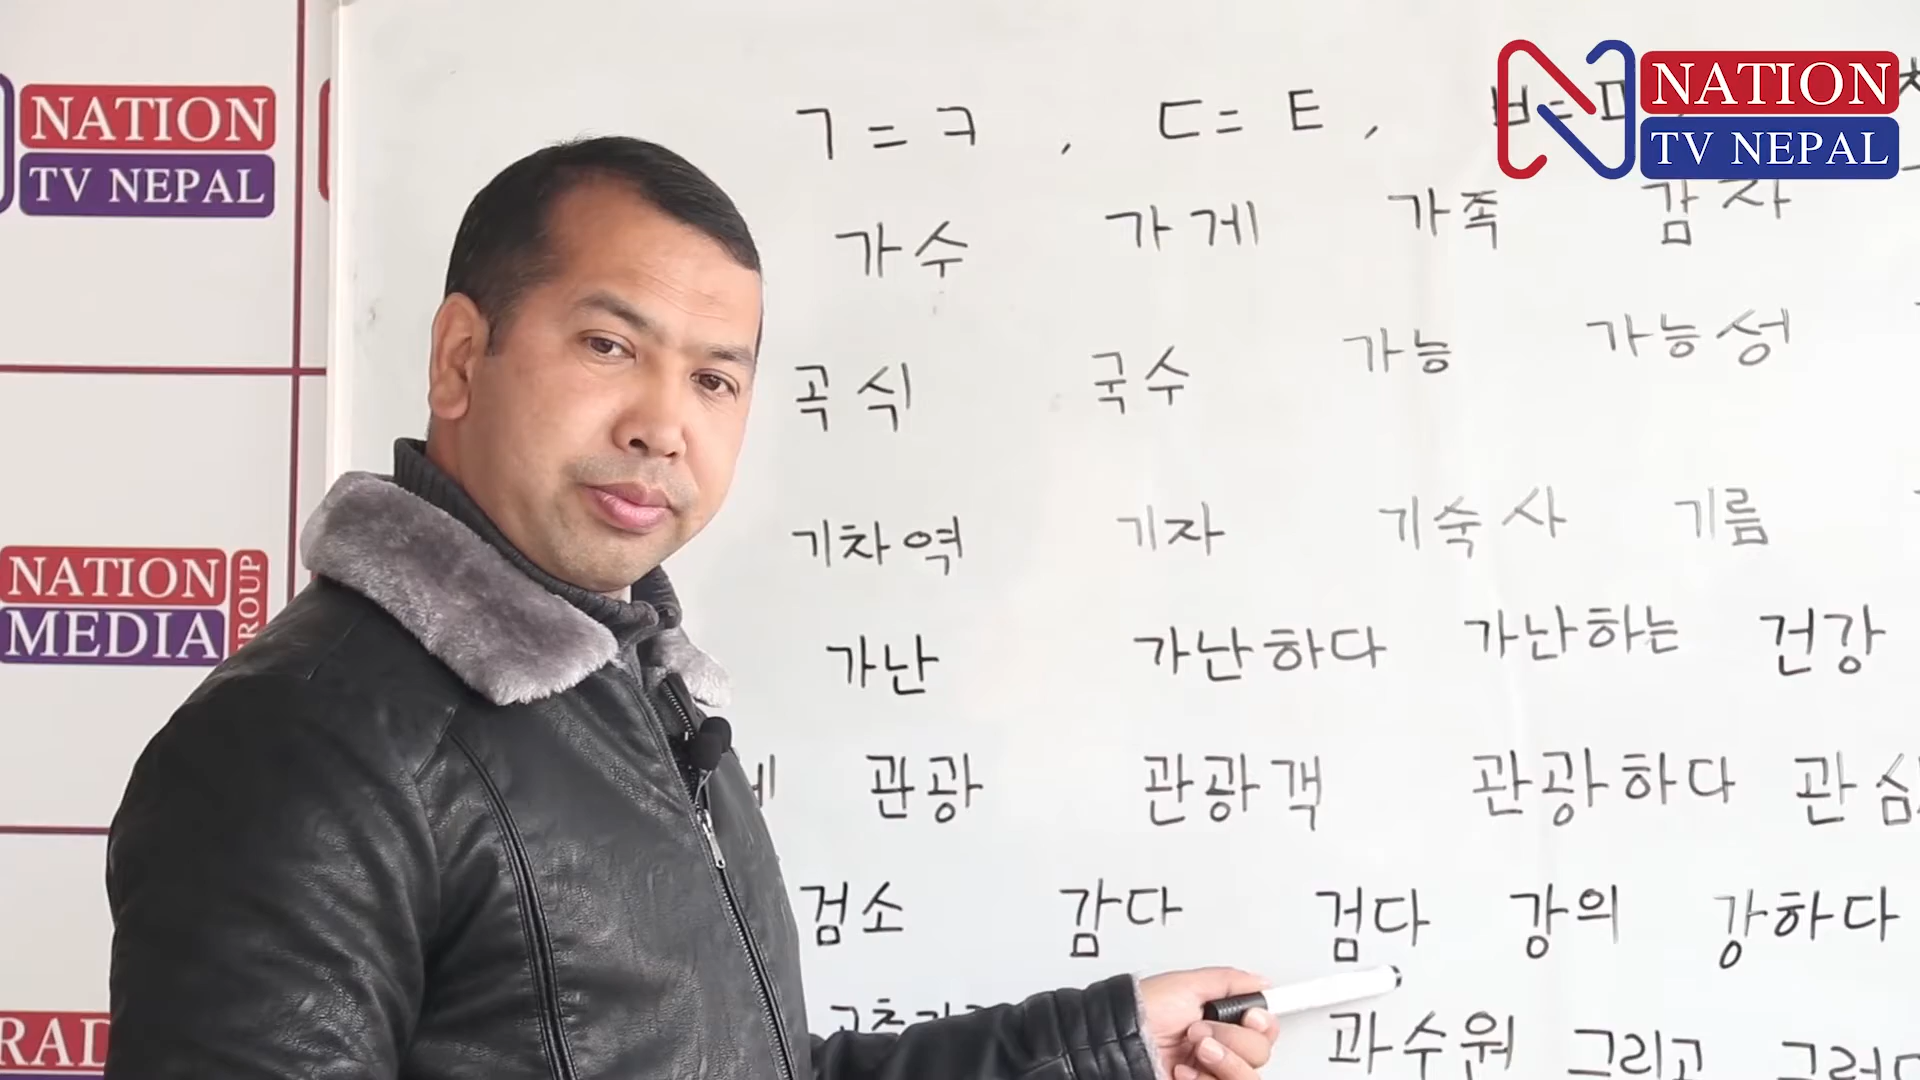 NATION
TV NEPAL
NATION
TV NEPAL
ㄱ = ㅋ , ㄷ = ㅌ , ㅂ = ㅍ
가수 가게 가족 감자
곡식 국수 가능 가능성
기차역 기자 기숙사 기름
가난 가난하다 가난하는 건강
관광 관광객 관광하다 관심
검소 감다 검다 강의 강하다
과수원 그리고
NATION
MEDIA
GROUP